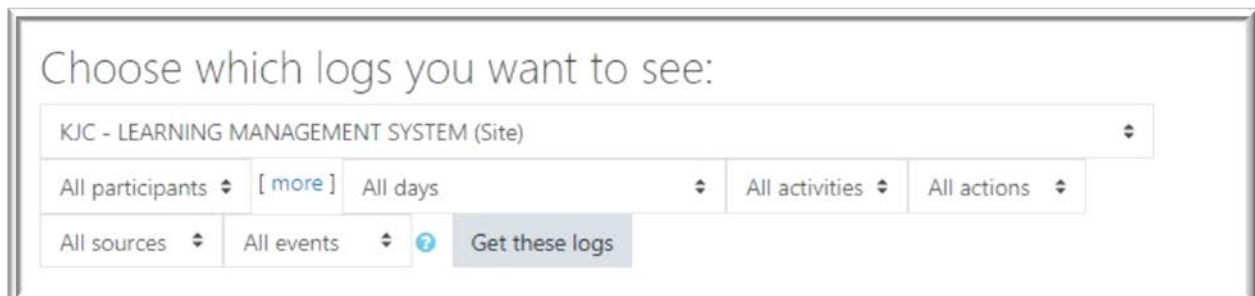 Choose which logs you want to see:
KJC - LEARNING MANAGEMENT SYSTEM (Site)
All participants [ more ] All days All activities All actions
All sources All events ? Get these logs